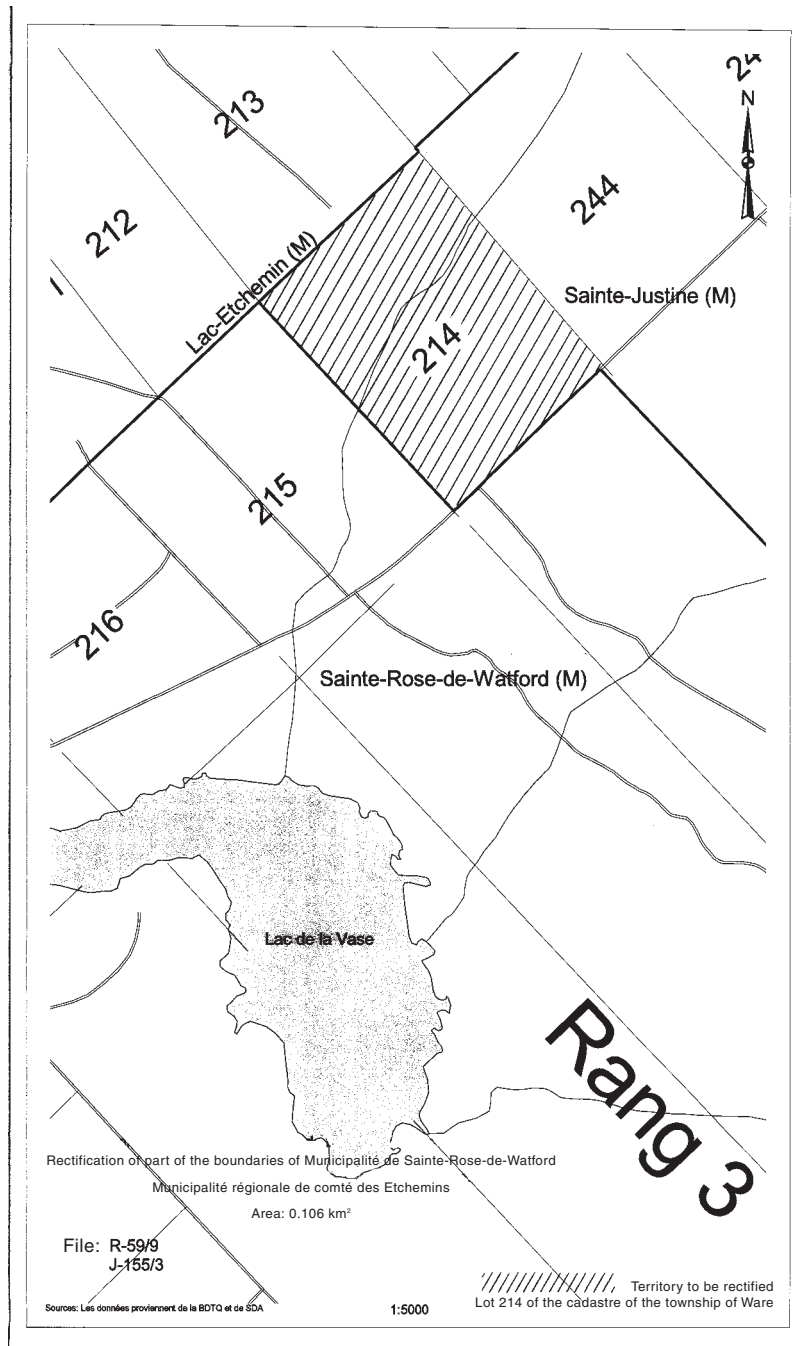 24
N
213
244
212
Lac-Etchemin (M)
Sainte-Justine (M)
214
215
216
Sainte-Rose-de-Watford (M)
Lac de la Vase
Rang 3
Rectification of part of the boundaries of Municipalité de Sainte-Rose-de-Watford
Municipalité régionale de comté des Etchemins
Area: 0.106 km²
File: R-59/9
J-155/3
Territory to be rectified
Lot 214 of the cadastre of the township of Ware
Sources: Les données proviennent de la BDTQ et de SDA
1:5000